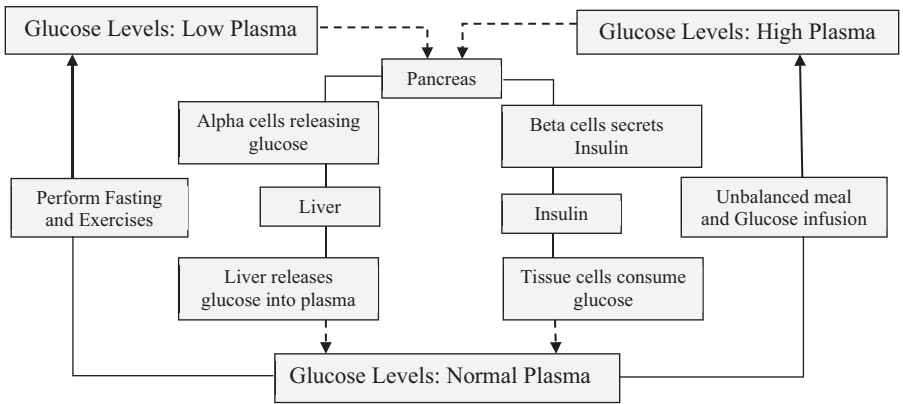 Glucose Levels: Low Plasma
Glucose Levels: High Plasma
Pancreas
Alpha cells releasing
glucose
Beta cells secrets
Insulin
Perform Fasting
and Exercises
Liver
Insulin
Unbalanced meal
and Glucose infusion
Liver releases
glucose into plasma
Tissue cells consume
glucose
Glucose Levels: Normal Plasma